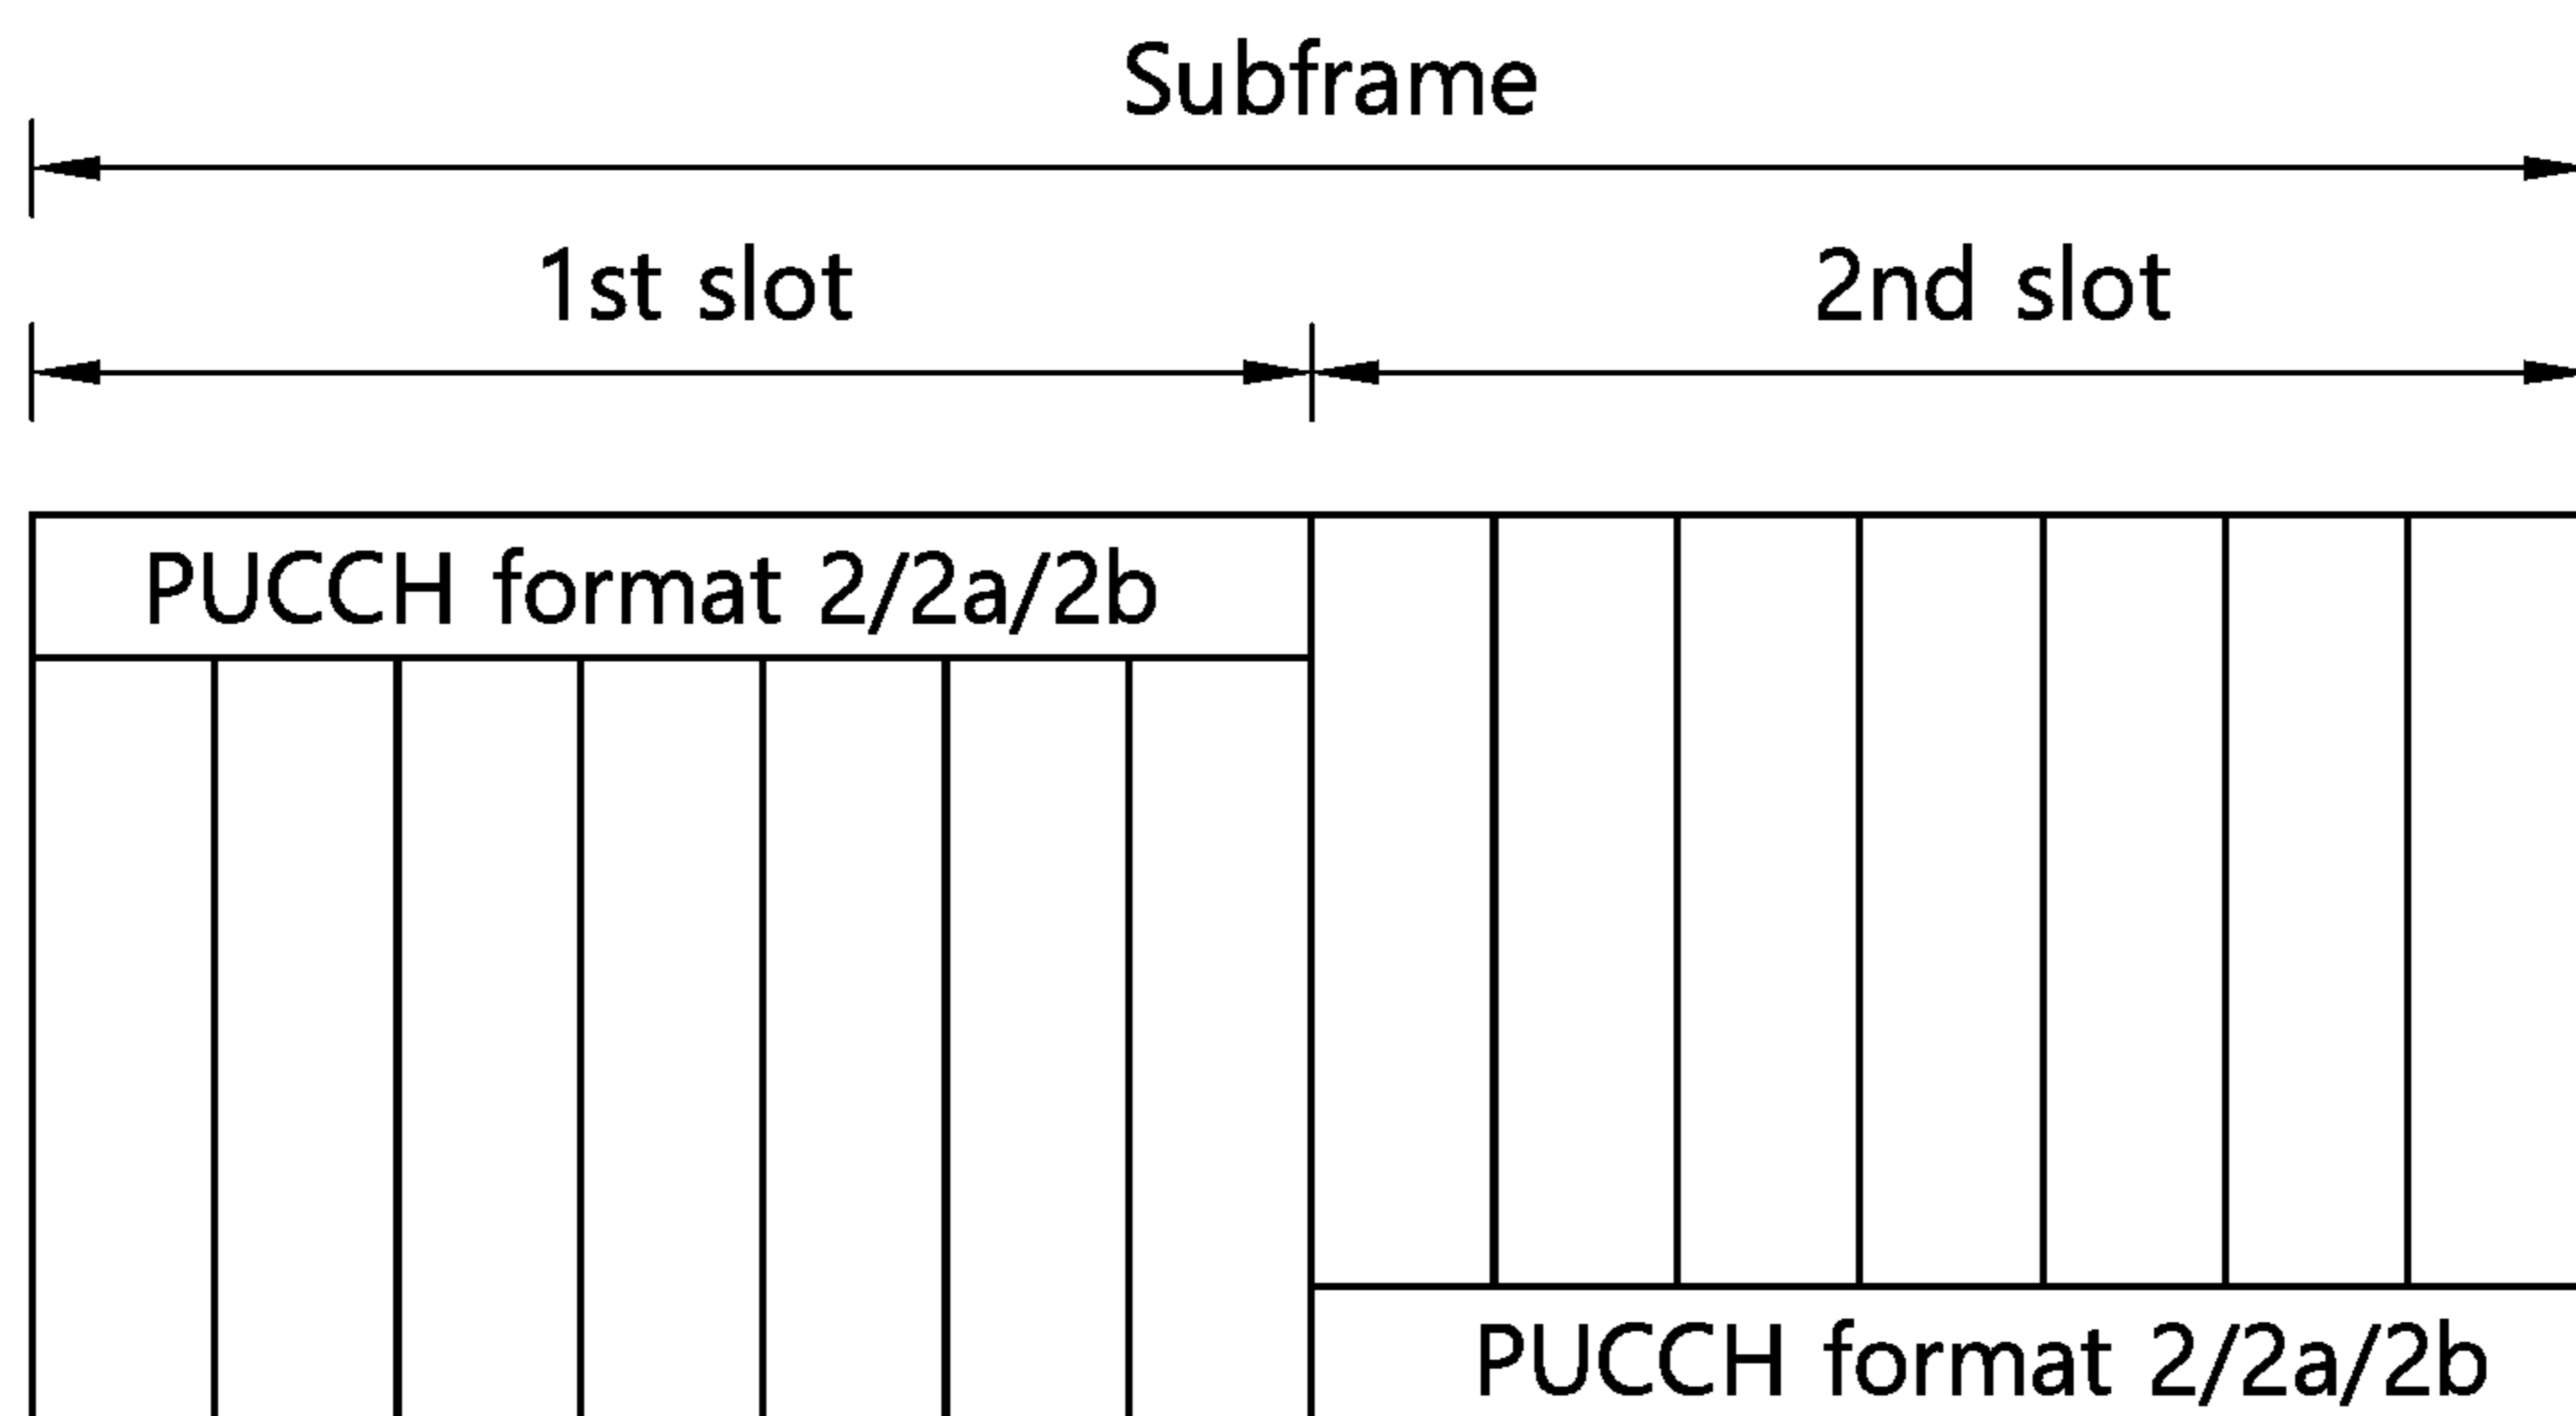 Subframe
1st slot
2nd slot
PUCCH format 2/2a/2b
PUCCH format 2/2a/2b